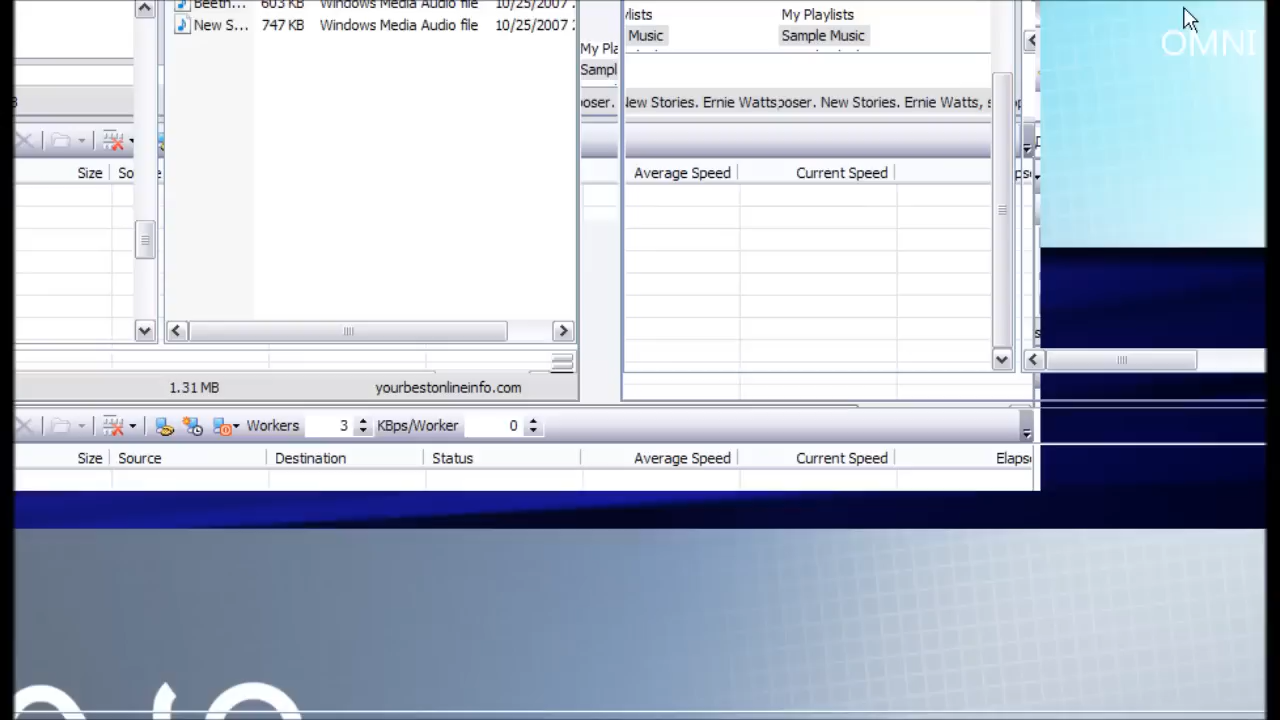 Beeth... 603 KB Windows Media Audio file 10/25/2007
New S... 747 KB Windows Media Audio file 10/25/2007
My Playlists
Music
Sample Music
OMNI
New Stories. Ernie Watts
poser. New Stories. Ernie Watts, s
Size
Average Speed Current Speed
1.31 MB yourbestonlineinfo.com
Workers 3 KBps/Worker 0
Size Source Destination Status Average Speed Current Speed Elaps